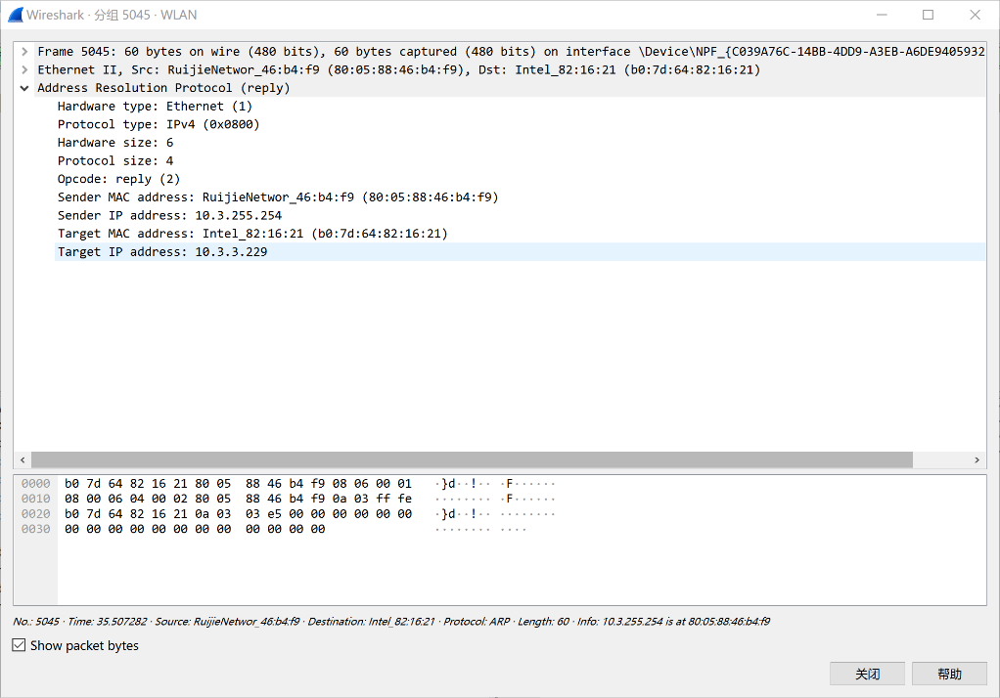 Wireshark · 分组 5045 · WLAN
Frame 5045: 60 bytes on wire (480 bits), 60 bytes captured (480 bits) on interface \Device\NPF_{C039A76C-14BB-4DD9-A3EB-A6DE9405932
Ethernet II, Src: RuijieNetwor_46:b4:f9 (80:05:88:46:b4:f9), Dst: Intel_82:16:21 (b0:7d:64:82:16:21)
Address Resolution Protocol (reply)
Hardware type: Ethernet (1)
Protocol type: IPv4 (0x0800)
Hardware size: 6
Protocol size: 4
Opcode: reply (2)
Sender MAC address: RuijieNetwor_46:b4:f9 (80:05:88:46:b4:f9)
Sender IP address: 10.3.255.254
Target MAC address: Intel_82:16:21 (b0:7d:64:82:16:21)
Target IP address: 10.3.3.229
0000 b0 7d 64 82 16 21 80 05 88 46 b4 f9 08 06 00 01 ·}d··!·· ·F······
0010 08 00 06 04 00 02 80 05 88 46 b4 f9 0a 03 ff fe ········ ·F······
0020 b0 7d 64 82 16 21 0a 03 03 e5 00 00 00 00 00 00 ·}d··!·· ········
0030 00 00 00 00 00 00 00 00 00 00 00 00 ········ ····
No.: 5045 · Time: 35.507282 · Source: RuijieNetwor_46:b4:f9 · Destination: Intel_82:16:21 · Protocol: ARP · Length: 60 · Info: 10.3.255.254 is at 80:05:88:46:b4:f9
Show packet bytes
关闭 帮助